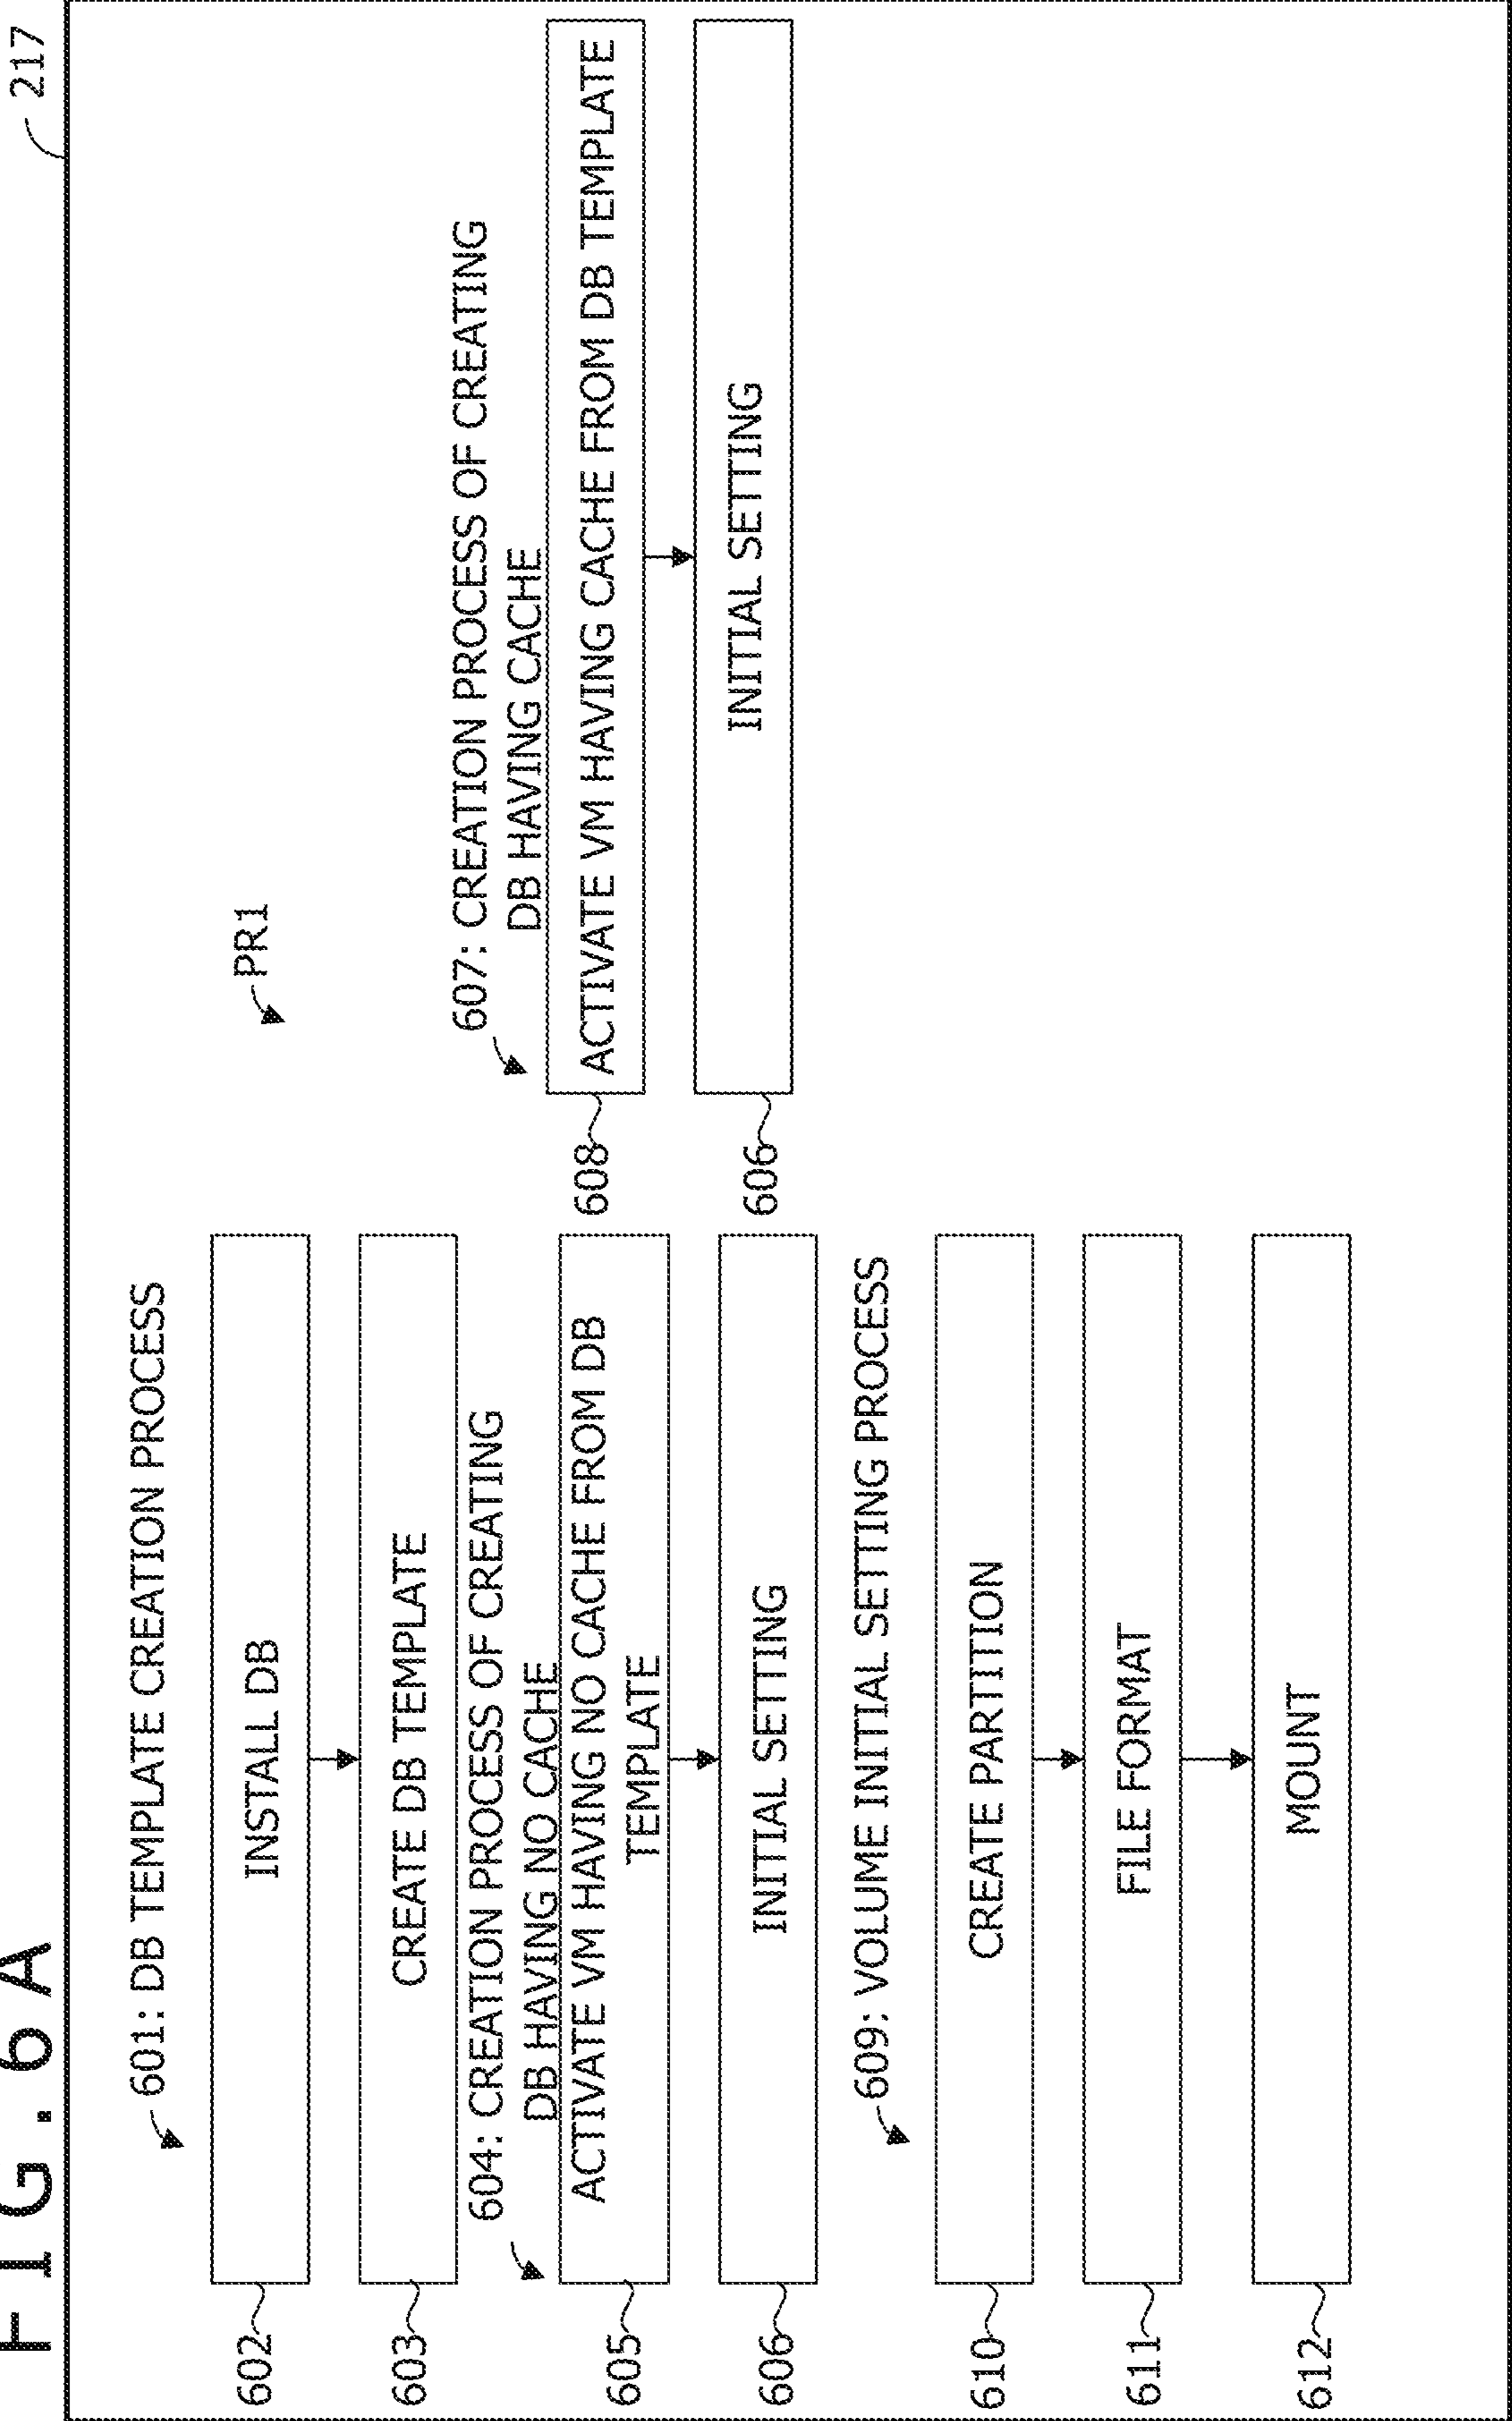 FIG. 6A
217
PR1
601: DB TEMPLATE CREATION PROCESS
602
INSTALL DB
603
CREATE DB TEMPLATE
604: CREATION PROCESS OF CREATING
DB HAVING NO CACHE
605
ACTIVATE VM HAVING NO CACHE FROM DB
TEMPLATE
606
INITIAL SETTING
607: CREATION PROCESS OF CREATING
DB HAVING CACHE
608
ACTIVATE VM HAVING CACHE FROM DB TEMPLATE
606
INITIAL SETTING
609: VOLUME INITIAL SETTING PROCESS
610
CREATE PARTITION
611
FILE FORMAT
612
MOUNT